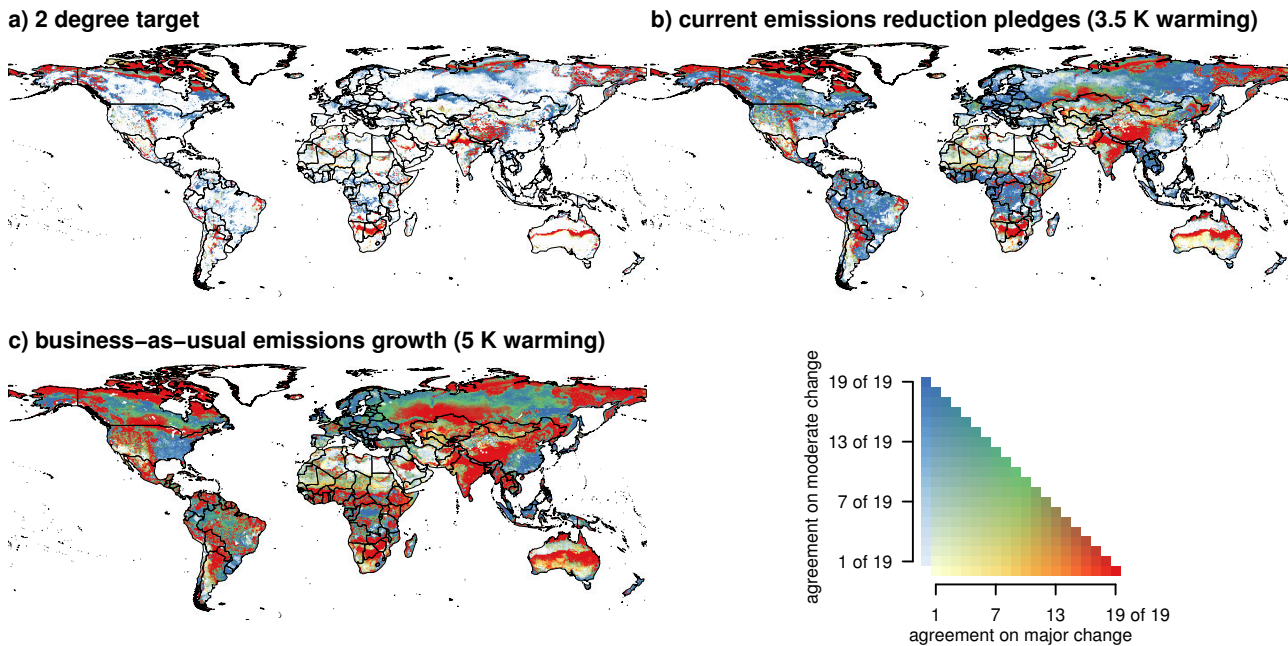 a) 2 degree target
b) current emissions reduction pledges (3.5 K warming)
c) business−as−usual emissions growth (5 K warming)
agreement on moderate change
19 of 19
13 of 19
7 of 19
1 of 19
1
7
13
19 of 19
agreement on major change